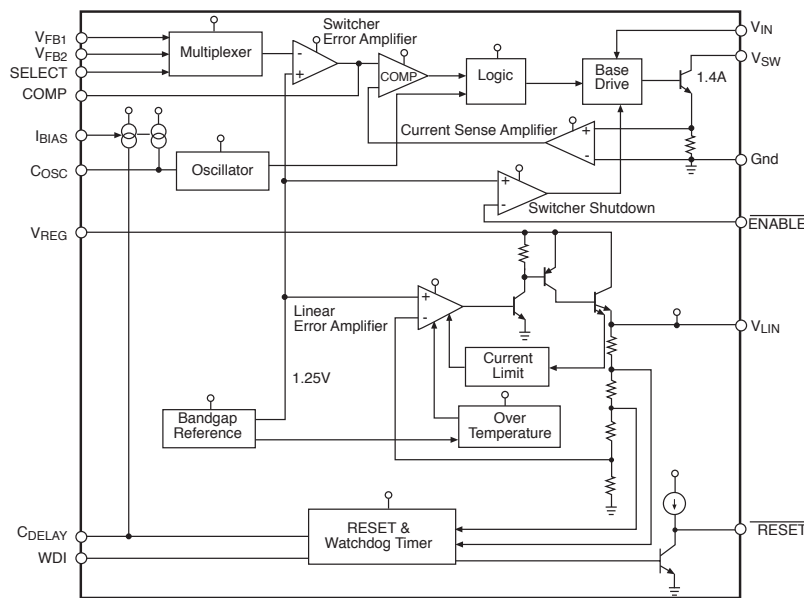 VFB1
VFB2
SELECT
COMP
IBIAS
COSC
VREG
CDELAY
WDI
Multiplexer
-
+
Switcher
Error Amplifier
COMP
Logic
Base
Drive
1.4A
VIN
VSW
Current Sense Amplifier
+
-
Gnd
Oscillator
+
-
Switcher Shutdown
ENABLE
+
-
Linear
Error Amplifier
VLIN
Current
Limit
1.25V
Bandgap
Reference
Over
Temperature
RESET &
Watchdog Timer
RESET